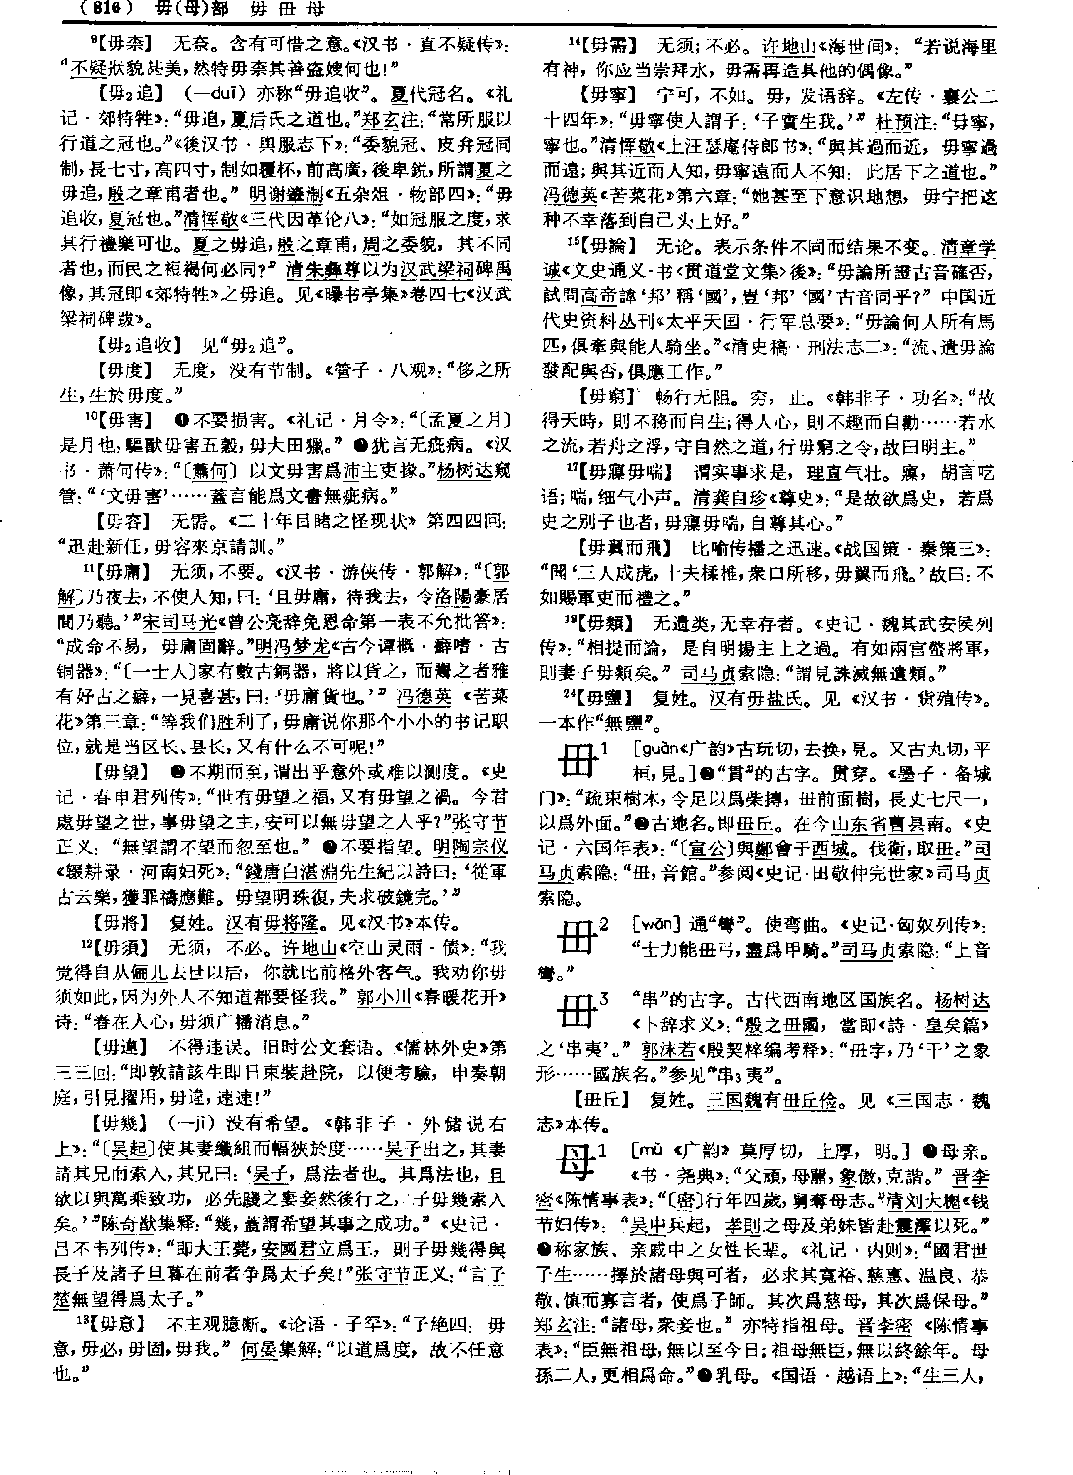 （816） 毋(母)部 毋 毌 母
⁹【毋柰】 无奈。含有可惜之意。《汉书·直不疑传》：
“不疑狀貌甚美，然特毋柰其善盗嫂何也！”
【毋₂追】 （—duī）亦称“毋追收”。夏代冠名。《礼
记·郊特牲》：“毋追，夏后氏之道也。”郑玄注：“常所服以
行道之冠也。”《後汉书·舆服志下》：“委貌冠、皮弁冠同
制，長七寸，高四寸，制如覆杯，前高廣，後卑鋭，所謂夏之
毋追，殷之章甫者也。” 明谢肇淛《五杂俎·物部四》：“毋
追收，夏冠也。”清恽敬《三代因革论八》：“如冠服之度，求
其行禮樂可也。夏之毋追，殷之章甫，周之委貌，其不同
者也，而民之袒褐何必同？” 清朱彝尊以为汉武梁祠碑禹
像，其冠即《郊特牲》之毋追。见《曝书亭集》卷四七《汉武
梁祠碑跋》。
【毋₂追收】 见“毋₂追”。
【毋度】 无度，没有节制。《管子·八观》：“侈之所
生，生於毋度。”
¹⁰【毋害】 ❶不要损害。《礼记·月令》：“〔孟夏之月〕
是月也，驅獸毋害五穀，毋大田獵。” ❷犹言无疵病。《汉
书·萧何传》：“〔蕭何〕以文毋害爲沛主吏掾。”杨树达窥
管：“‘文毋害’……蓋言能爲文書無疵病。”
【毋容】 无需。《二十年目睹之怪现状》第四四回：
“迅赴新任，毋容來京請訓。”
¹¹【毋庸】 无须，不要。《汉书·游侠传·郭解》：“〔郭
解〕乃夜去，不使人知，曰：‘且毋庸，待我去，令洛陽豪居
間乃聽。’”宋司马光《曾公亮辞免恩命第一表不允批答》：
“成命不易，毋庸固辭。”明冯梦龙《古今谭概·癖嗜·古
铜器》：“〔一士人〕家有數古銅器，將以貨之，而鬻之者雅
有好古之癖，一見喜甚，曰：‘毋庸貨也。’” 冯德英《苦菜
花》第三章：“等我们胜利了，毋庸说你那个小小的书记职
位，就是当区长、县长，又有什么不可呢！”
【毋望】 ❶不期而至，谓出乎意外或难以测度。《史
记·春申君列传》：“世有毋望之福，又有毋望之禍。今君
處毋望之世，事毋望之主，安可以無毋望之人乎？”张守节
正义：“無望謂不望而忽至也。” ❷不要指望。明陶宗仪
《辍耕录·河南妇死》：“錢唐白湛淵先生紀以詩曰：‘從軍
古云樂，獲罪禱應難。毋望明珠復，夫求破鏡完。’”
【毋將】 复姓。汉有毋将隆。见《汉书》本传。
¹²【毋須】 无须，不必。许地山《空山灵雨·债》：“我
觉得自从俪儿去世以后，你就比前格外客气。我劝你毋
须如此，因为外人不知道都要怪我。” 郭小川《春暖花开》
诗：“春在人心，毋须广播消息。”
【毋違】 不得违误。旧时公文套语。《儒林外史》第
三三回：“即敦請該生即日束裝赴院，以便考驗，申奏朝
庭，引見擢用，毋違，速速！”
【毋幾】 （—jī）没有希望。《韩非子·外储说右
上》：“〔吴起〕使其妻織組而幅狹於度……吴子出之，其妻
請其兄而索入，其兄曰：‘吴子，爲法者也。其爲法也，且
欲以與萬乘致功，必先踐之妻妾然後行之，子毋幾索入
矣。’”陈奇猷集释：“幾，蓋謂希望其事之成功。”《史记·
吕不韦列传》：“即大王薨，安國君立爲王，則子毋幾得與
長子及諸子旦暮在前者争爲太子矣！”张守节正义：“言子
楚無望得爲太子。”
¹³【毋意】 不主观臆断。《论语·子罕》：“子绝四：毋
意，毋必，毋固，毋我。” 何晏集解：“以道爲度，故不任意
也。”
¹⁴【毋需】 无须；不必。许地山《海世间》：“若说海里
有神，你应当崇拜水，毋需再造其他的偶像。”
【毋寧】 宁可，不如。毋，发语辞。《左传·襄公二
十四年》：“毋寧使人謂子：‘子實生我。’” 杜预注：“毋寧，
寧也。”清恽敬《上汪瑟庵侍郎书》：“與其過而近，毋寧過
而遠；與其近而人知，毋寧遠而人不知：此居下之道也。”
冯德英《苦菜花》第六章：“她甚至下意识地想，毋宁把这
种不幸落到自己头上好。”
¹⁵【毋論】 无论。表示条件不同而结果不变。清章学
诚《文史通义·书〈贯道堂文集〉後》：“毋論所證古音確否，
試問高帝諱‘邦’稱‘國’，豈‘邦’‘國’古音同乎？” 中国近
代史资料丛刊《太平天国·行军总要》：“毋論何人所有馬
匹，俱牽與能人騎坐。”《清史稿·刑法志二》：“流、遣毋論
發配與否，俱應工作。”
【毋窮】 畅行无阻。穷，止。《韩非子·功名》：“故
得天時，則不務而自生；得人心，則不趣而自勸……若水
之流，若舟之浮，守自然之道，行毋窮之令，故曰明主。”
¹⁷【毋寱毋喘】 谓实事求是，理直气壮。寱，胡言呓
语；喘，细气小声。清龚自珍《尊史》：“是故欲爲史，若爲
史之别子也者，毋寱毋喘，自尊其心。”
【毋翼而飛】 比喻传播之迅速。《战国策·秦策三》：
“聞‘三人成虎，十夫楺椎，衆口所移，毋翼而飛。’故曰：不
如賜軍吏而禮之。”
¹⁹【毋類】 无遗类，无幸存者。《史记·魏其武安侯列
传》：“相提而論，是自明揚主上之過。有如兩宫螫將軍，
則妻子毋類矣。” 司马贞索隐：“謂見誅滅無遺類。”
²⁴【毋鹽】 复姓。汉有毋盐氏。见《汉书·货殖传》。
一本作“無鹽”。
毌1 ［guàn《广韵》古玩切，去换，見。又古丸切，平
桓，見。］❶“貫”的古字。贯穿。《墨子·备城
门》：“疏束樹木，令足以爲柴摶，毌前面樹，長丈七尺一，
以爲外面。”❷古地名。即毌丘。在今山东省曹县南。《史
记·六国年表》：“〔宣公〕與鄭會于西城。伐衛，取毌。”司
马贞索隐：“毌，音館。”参阅《史记·田敬仲完世家》司马贞
索隐。
毌2 ［wān］通“彎”。使弯曲。《史记·匈奴列传》：
“士力能毌弓，盡爲甲騎。”司马贞索隐：“上音
彎。”
毌3 “串”的古字。古代西南地区国族名。杨树达
《卜辞求义》：“殷之毌國，當即《詩·皇矣篇》
之‘串夷’。” 郭沫若《殷契粹编考释》：“毌字，乃‘干’之象
形……國族名。”参见“串₃夷”。
【毌丘】 复姓。三国魏有毌丘俭。见《三国志·魏
志》本传。
母1 ［mǔ《广韵》莫厚切，上厚，明。］❶母亲。
《书·尧典》：“父頑，母嚚，象傲，克諧。” 晋李
密《陈情事表》：“〔密〕行年四歲，舅奪母志。”清刘大櫆《钱
节妇传》：“吴中兵起，孝則之母及弟妹皆赴震澤以死。”
❷称家族、亲戚中之女性长辈。《礼记·内则》：“國君世
子生……擇於諸母與可者，必求其寬裕、慈惠、温良、恭
敬、慎而寡言者，使爲子師。其次爲慈母，其次爲保母。”
郑玄注：“諸母，衆妾也。”亦特指祖母。晋李密《陈情事
表》：“臣無祖母，無以至今日；祖母無臣，無以終餘年。母
孫二人，更相爲命。”❸乳母。《国语·越语上》：“生三人，